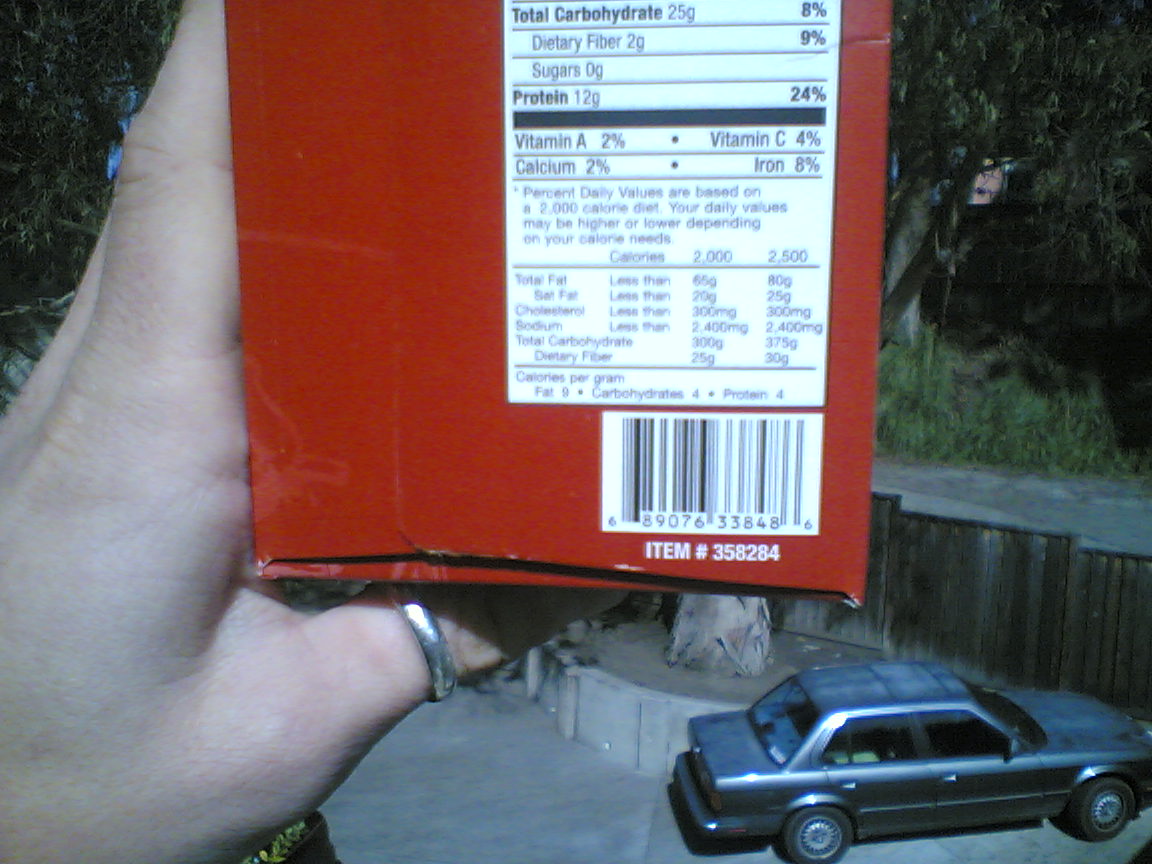 Total Carbohydrate 25g 8%
Dietary Fiber 2g 9%
Sugars 0g
Protein 12g 24%
Vitamin A 2% • Vitamin C 4%
Calcium 2% • Iron 8%
* Percent Daily Values are based on
a 2,000 calorie diet. Your daily values
may be higher or lower depending
on your calorie needs.
Calories 2,000 2,500
Total Fat Less than 65g 80g
Sat Fat Less than 20g 25g
Cholesterol Less than 300mg 300mg
Sodium Less than 2,400mg 2,400mg
Total Carbohydrate 300g 375g
Dietary Fiber 25g 30g
Calories per gram
Fat 9 • Carbohydrates 4 • Protein 4
6 89076 33848 6
ITEM # 358284